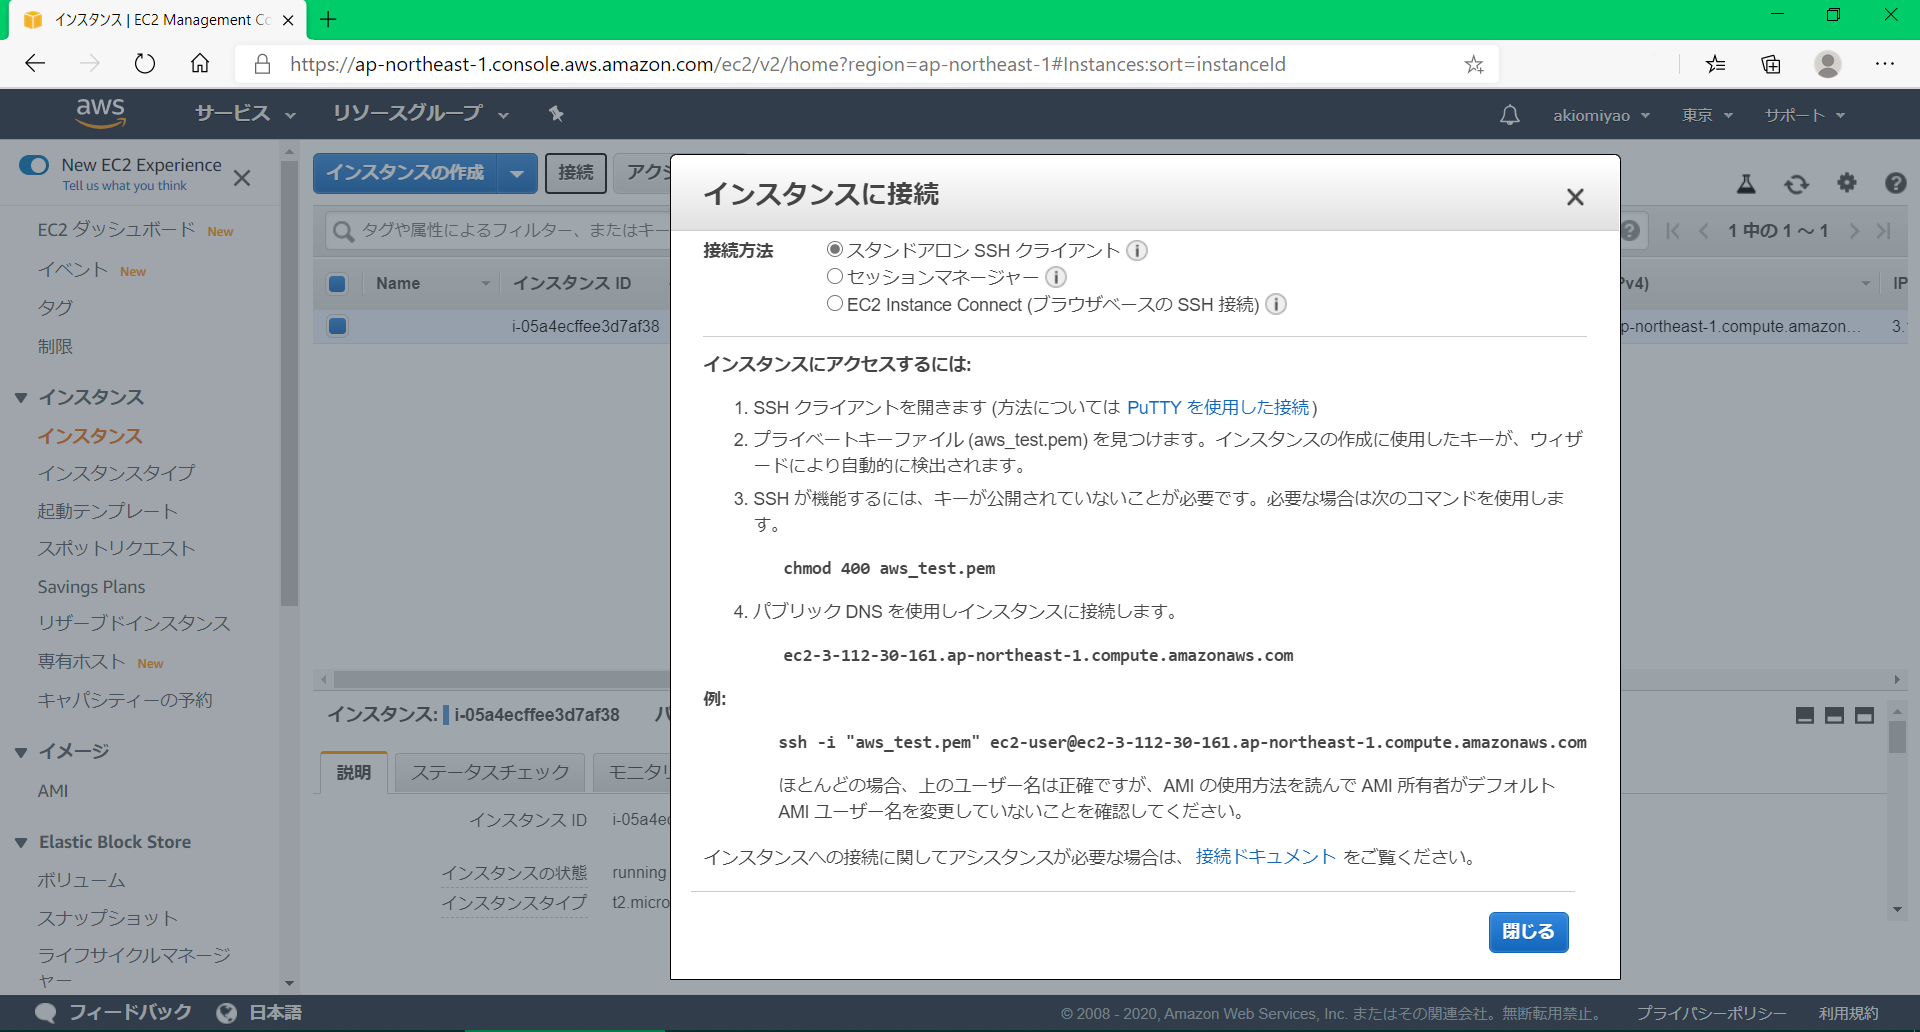 インスタンス | EC2 Management Co
https://ap-northeast-1.console.aws.amazon.com/ec2/v2/home?region=ap-northeast-1#Instances:sort=instanceId
aws
サービス
リソースグループ
akiomiyao
東京
サポート
New EC2 Experience
Tell us what you think
EC2 ダッシュボード New
イベント New
タグ
制限
インスタンス
インスタンス
インスタンスタイプ
起動テンプレート
スポットリクエスト
Savings Plans
リザーブドインスタンス
専有ホスト New
キャパシティーの予約
イメージ
AMI
Elastic Block Store
ボリューム
スナップショット
ライフサイクルマネージ
ャー
インスタンスの作成
接続
アクシ
タグや属性によるフィルター、またはキー
1 中の 1 ～ 1
Name
インスタンス ID
v4)
IP
i-05a4ecffee3d7af38
p-northeast-1.compute.amazon...
3.
インスタンス: i-05a4ecffee3d7af38
説明
ステータスチェック
モニタリ
インスタンス ID
i-05a4ec
インスタンスの状態
running
インスタンスタイプ
t2.micro
インスタンスに接続
接続方法
スタンドアロン SSH クライアント
セッションマネージャー
EC2 Instance Connect (ブラウザベースの SSH 接続)
インスタンスにアクセスするには:
1. SSH クライアントを開きます (方法については PuTTY を使用した接続)
2. プライベートキーファイル (aws_test.pem) を見つけます。インスタンスの作成に使用したキーが、ウィザ
ードにより自動的に検出されます。
3. SSH が機能するには、キーが公開されていないことが必要です。必要な場合は次のコマンドを使用しま
す。
chmod 400 aws_test.pem
4. パブリック DNS を使用しインスタンスに接続します。
ec2-3-112-30-161.ap-northeast-1.compute.amazonaws.com
例:
ssh -i "aws_test.pem" ec2-user@ec2-3-112-30-161.ap-northeast-1.compute.amazonaws.com
ほとんどの場合、上のユーザー名は正確ですが、AMI の使用方法を読んで AMI 所有者がデフォルト
AMI ユーザー名を変更していないことを確認してください。
インスタンスへの接続に関してアシスタンスが必要な場合は、 接続ドキュメント をご覧ください。
閉じる
フィードバック
日本語
© 2008 - 2020, Amazon Web Services, Inc. またはその関連会社。無断転用禁止。
プライバシーポリシー
利用規約